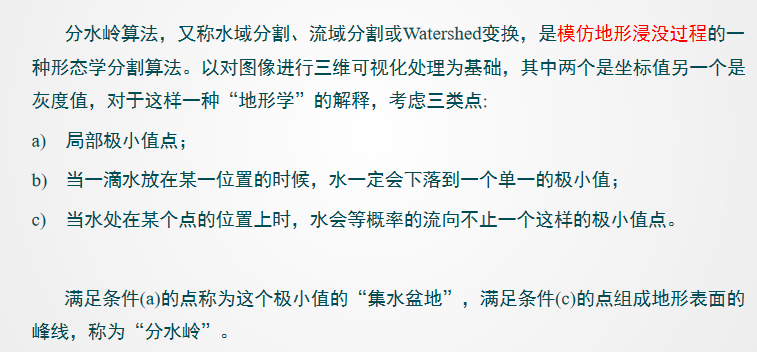 分水岭算法，又称水域分割、流域分割或Watershed变换，是模仿地形浸没过程的一
种形态学分割算法。以对图像进行三维可视化处理为基础，其中两个是坐标值另一个是
灰度值，对于这样一种“地形学”的解释，考虑三类点:
a) 局部极小值点；
b) 当一滴水放在某一位置的时候，水一定会下落到一个单一的极小值；
c) 当水处在某个点的位置上时，水会等概率的流向不止一个这样的极小值点。
满足条件(a)的点称为这个极小值的“集水盆地”，满足条件(c)的点组成地形表面的
峰线，称为“分水岭”。